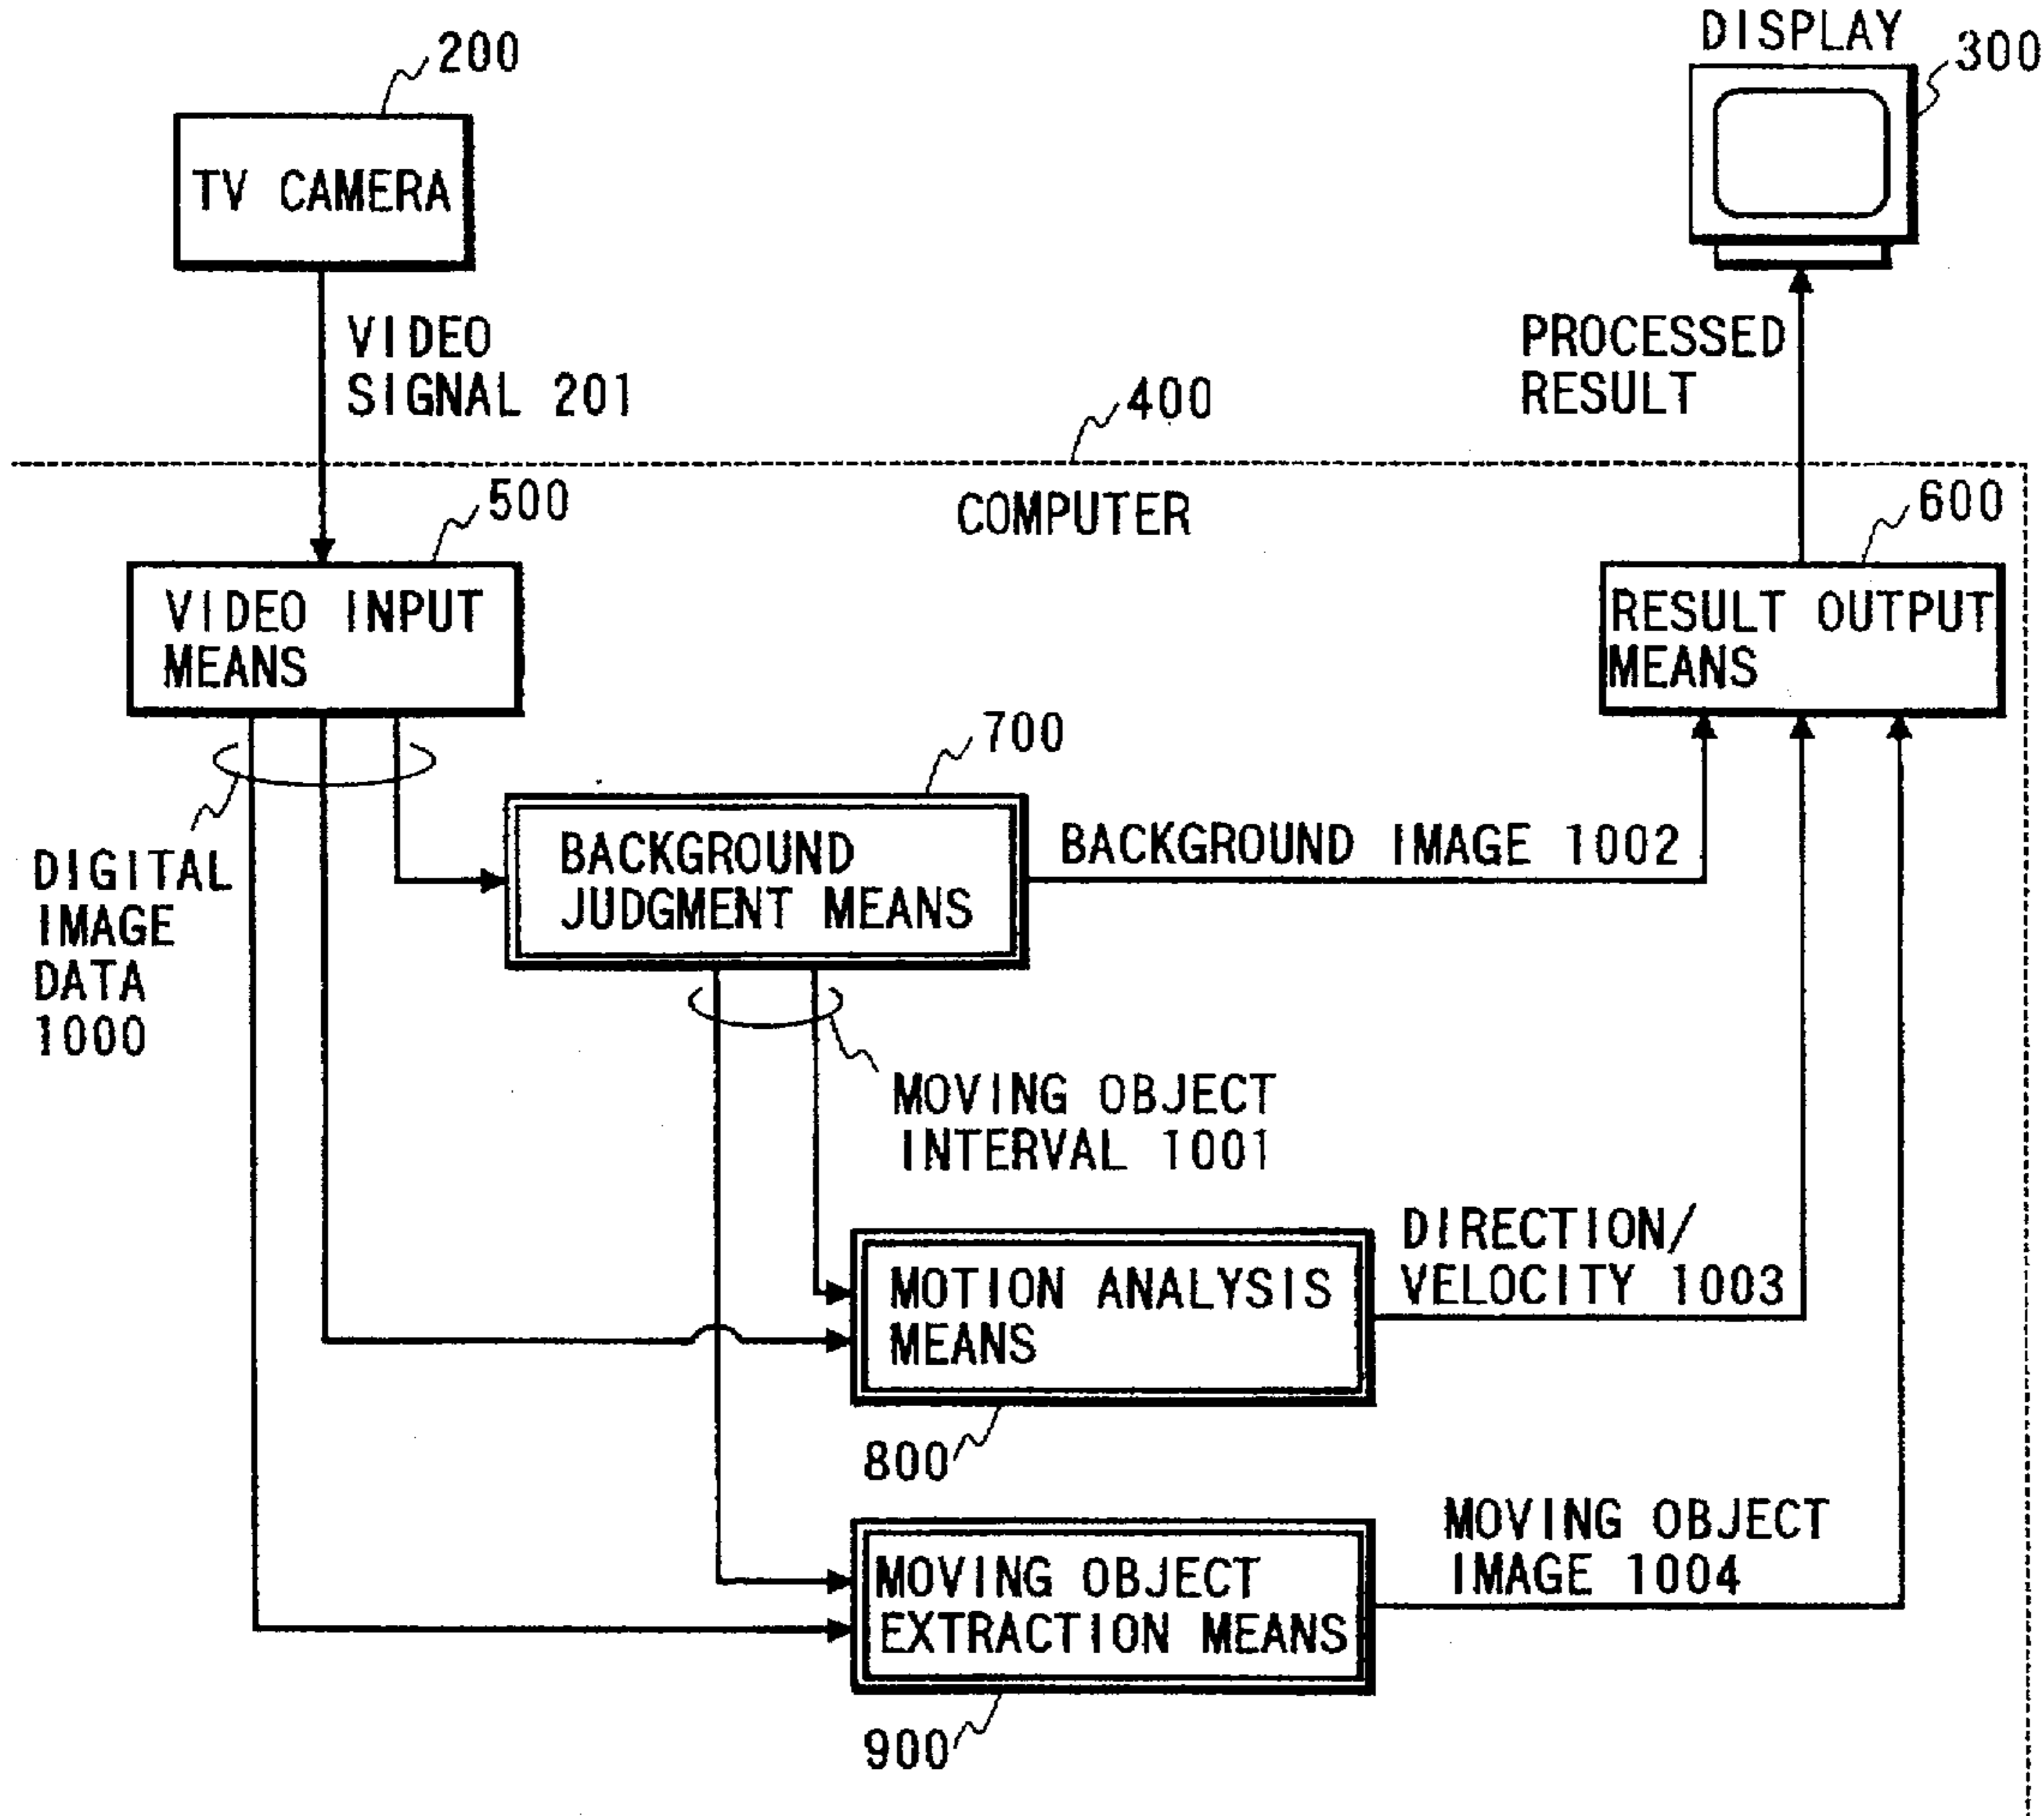 200
TV CAMERA
VIDEO
SIGNAL 201
DISPLAY
300
PROCESSED
RESULT
400
COMPUTER
500
VIDEO INPUT
MEANS
600
RESULT OUTPUT
MEANS
DIGITAL
IMAGE
DATA
1000
700
BACKGROUND
JUDGMENT MEANS
BACKGROUND IMAGE 1002
MOVING OBJECT
INTERVAL 1001
MOTION ANALYSIS
MEANS
800
DIRECTION/
VELOCITY 1003
MOVING OBJECT
EXTRACTION MEANS
900
MOVING OBJECT
IMAGE 1004